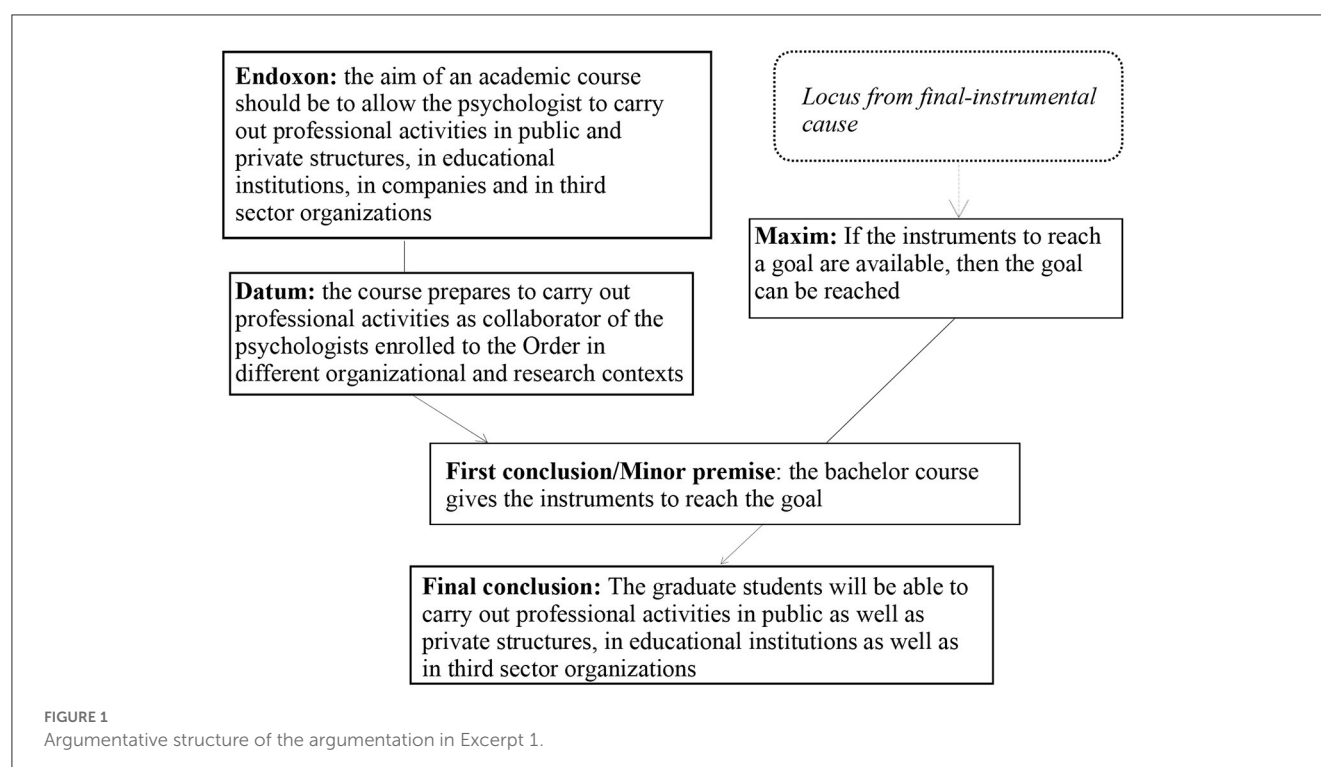 Endoxon: the aim of an academic course
should be to allow the psychologist to carry
out professional activities in public and
private structures, in educational
institutions, in companies and in third
sector organizations
Locus from final-instrumental
cause
Maxim: If the instruments to reach
a goal are available, then the goal
can be reached
Datum: the course prepares to carry out
professional activities as collaborator of the
psychologists enrolled to the Order in
different organizational and research contexts
First conclusion/Minor premise: the bachelor course
gives the instruments to reach the goal
Final conclusion: The graduate students will be able to
carry out professional activities in public as well as
private structures, in educational institutions as well as
in third sector organizations
FIGURE 1
Argumentative structure of the argumentation in Excerpt 1.